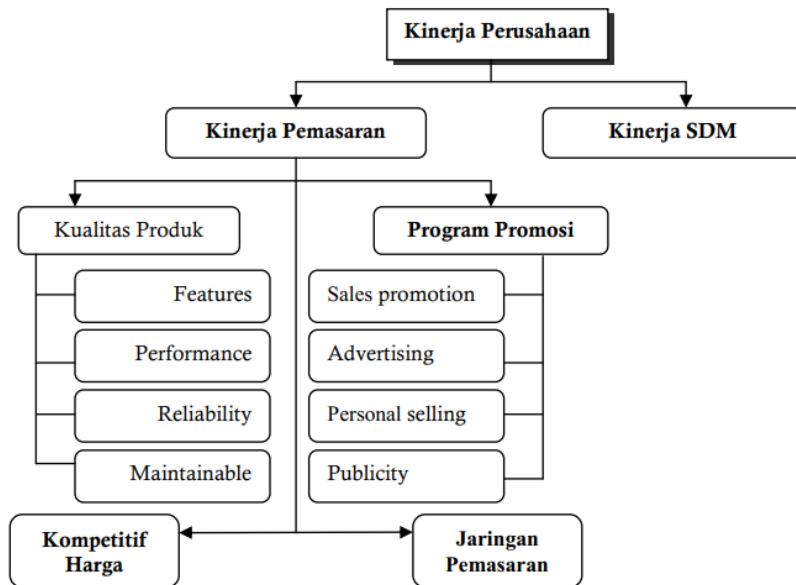 Kinerja Perusahaan
Kinerja Pemasaran
Kinerja SDM
Kualitas Produk
Program Promosi
Features
Sales promotion
Performance
Advertising
Reliability
Personal selling
Maintainable
Publicity
Kompetitif
Harga
Jaringan
Pemasaran